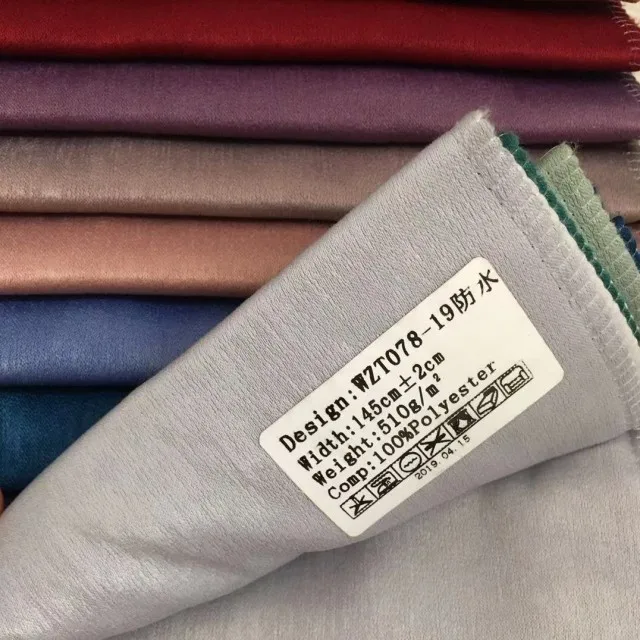 Design:WZT078-19防水
Width:145cm±2cm
Weight:510g/m²
Comp:100%Polyester
2019.04.15